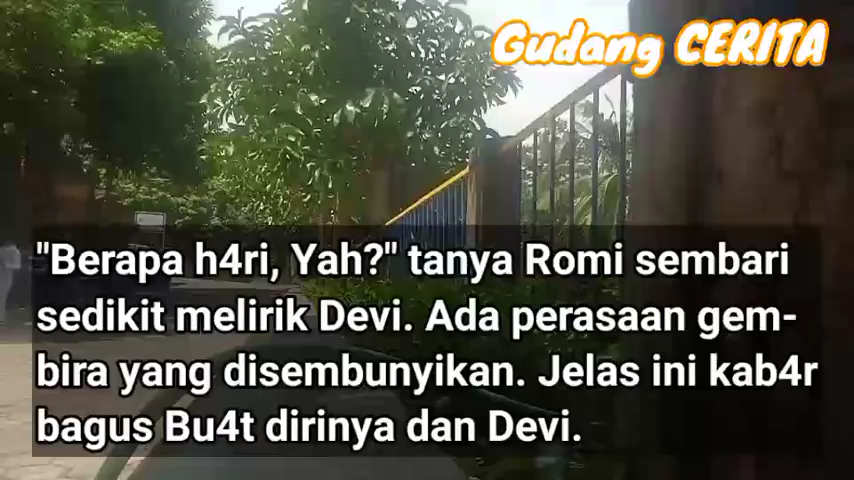 Gudang CERITA
"Berapa h4ri, Yah?" tanya Romi sembari
sedikit melirik Devi. Ada perasaan gem-
bira yang disembunyikan. Jelas ini kab4r
bagus Bu4t dirinya dan Devi.